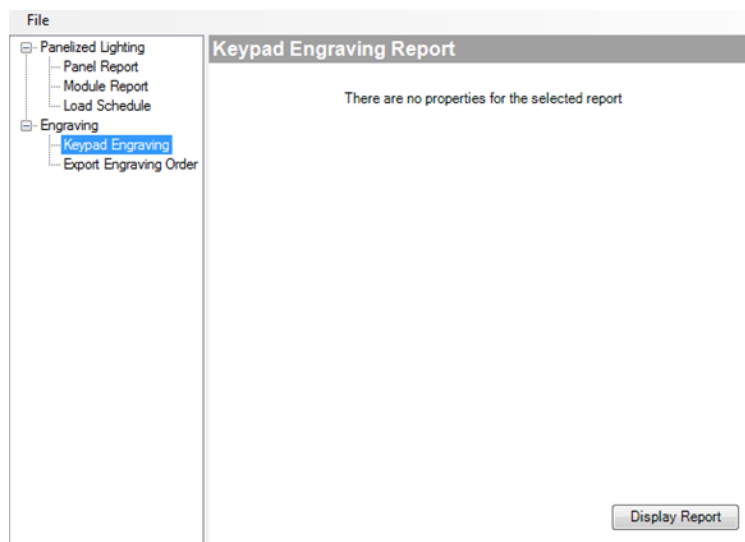 File
Panelized Lighting
Panel Report
Module Report
Load Schedule
Engraving
Keypad Engraving
Export Engraving Order
Keypad Engraving Report
There are no properties for the selected report
Display Report